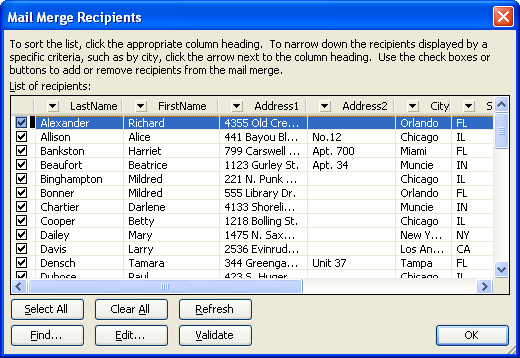 Mail Merge Recipients
To sort the list, click the appropriate column heading. To narrow down the recipients displayed by a
specific criteria, such as by city, click the arrow next to the column heading. Use the check boxes or
buttons to add or remove recipients from the mail merge.
List of recipients:
LastName FirstName Address1 Address2 City S
Alexander Richard 4355 Old Cre... Orlando FL
Allison Alice 441 Bayou Bl... No.12 Chicago IL
Bankston Harriet 799 Carswell ... Apt. 700 Miami FL
Beaufort Beatrice 1123 Gurley St. Apt. 34 Muncie IN
Binghampton Mildred 221 N. Punk ... Chicago IL
Bonner Mildred 555 Library Dr. Orlando FL
Chartier Darlene 4133 Shoreli... Muncie IN
Cooper Betty 1218 Bolling St. Chicago IL
Dailey Mary 1475 N. Sax... New Y... NY
Davis Larry 2536 Evinrud... Los An... CA
Densch Tamara 344 Greenga... Unit 37 Tampa FL
Dubose Paul 423 S. Huger Chicago IL
Select All Clear All Refresh
Find... Edit... Validate OK